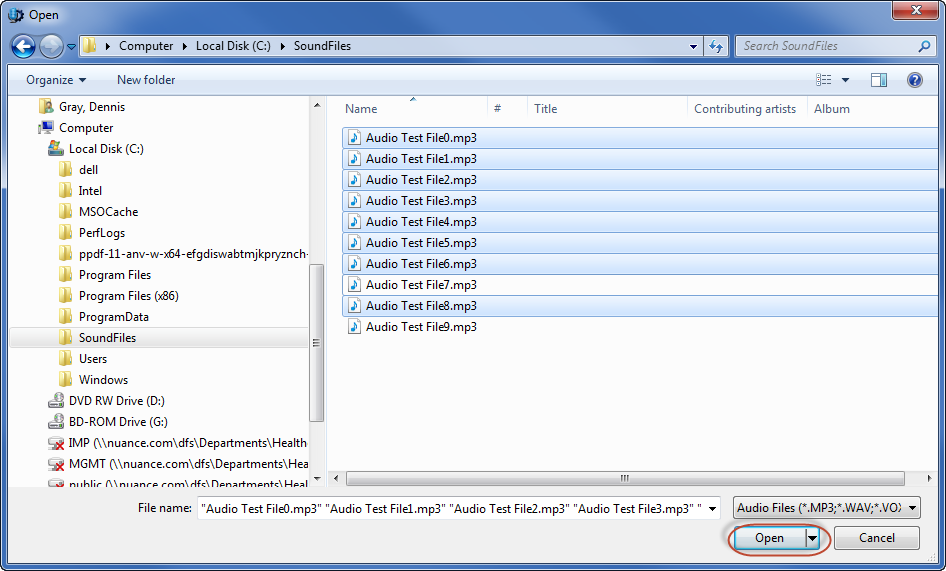 Open
Computer Local Disk (C:) SoundFiles
Search SoundFiles
Organize New folder
Gray, Dennis
Computer
Local Disk (C:)
dell
Intel
MSOCache
PerfLogs
ppdf-11-anv-w-x64-efgdiswabtmjkpryznch-
Program Files
Program Files (x86)
ProgramData
SoundFiles
Users
Windows
DVD RW Drive (D:)
BD-ROM Drive (G:)
IMP (\\nuance.com\dfs\Departments\Health
MGMT (\\nuance.com\dfs\Departments\Hea
public (\\nuance.com\dfs\Departments\Hea
Name # Title Contributing artists Album
Audio Test File0.mp3
Audio Test File1.mp3
Audio Test File2.mp3
Audio Test File3.mp3
Audio Test File4.mp3
Audio Test File5.mp3
Audio Test File6.mp3
Audio Test File7.mp3
Audio Test File8.mp3
Audio Test File9.mp3
File name: "Audio Test File0.mp3" "Audio Test File1.mp3" "Audio Test File2.mp3" "Audio Test File3.mp3" "
Audio Files (*.MP3;*.WAV;*.VOX
Open Cancel